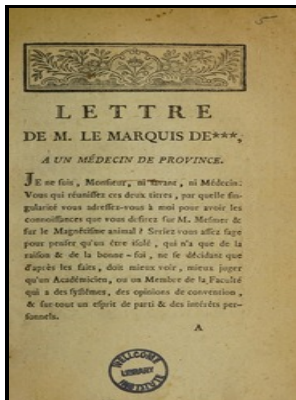 LETTRE
DE M. LE MARQUIS DE***,
A UN MÉDECIN DE PROVINCE.
JE ne suis, Monsieur, ni savant, ni Médecin:
Vous qui réunissez ces deux titres, par quelle sin-
gularité vous adressez-vous à moi pour avoir les
connoissances que vous desirez sur M. Mesmer &
sur le Magnétisme animal ? Seriez vous assez sage
pour penser qu'un être isolé, qui n'a que de la
raison & de la bonne-foi, ne se décidant que
d'après les faits, doit mieux voir, mieux juger
qu'un Académicien, ou un Membre de la Faculté
qui a des systêmes, des opinions de convention,
& sur-tout un esprit de parti & des intérêts per-
sonnels.
A
WELLCOME
LIBRARY
INSTITUTE